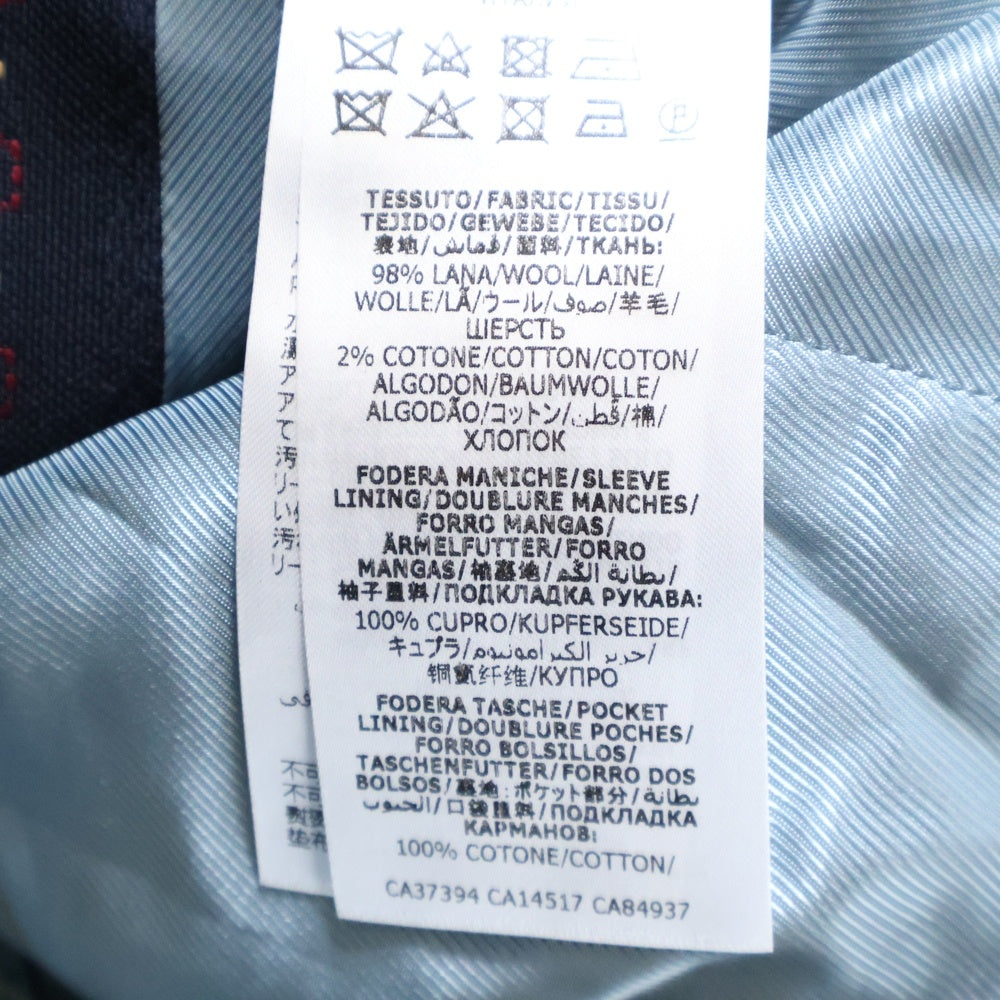 TESSUTO/FABRIC/TISSU/
TEJIDO/GEWEBE/TECIDO/
表地/قماش/面料/ТКАНЬ:
98% LANA/WOOL/LAINE/
WOLLE/LÃ/ウール/صوف/羊毛/
ШЕРСТЬ
2% COTONE/COTTON/COTON/
ALGODON/BAUMWOLLE/
ALGODÃO/コットン/قطن/棉/
ХЛОПОК
FODERA MANICHE/SLEEVE
LINING/DOUBLURE MANCHES/
FORRO MANGAS/
ÄRMELFUTTER/FORRO
MANGAS/袖裏地/بطانة الكم/
袖子里料/ПОДКЛАДКА РУКАВА:
100% CUPRO/KUPFERSEIDE/
キュプラ/حرير الكبرامونيوم/
铜氨纤维/КУПРО
FODERA TASCHE/POCKET
LINING/DOUBLURE POCHES/
FORRO BOLSILLOS/
TASCHENFUTTER/FORRO DOS
BOLSOS/裏地:ポケット部分/بطانة
الجيوب/口袋里料/ПОДКЛАДКА
КАРМАНОВ:
100% COTONE/COTTON/
CA37394 CA14517 CA84937